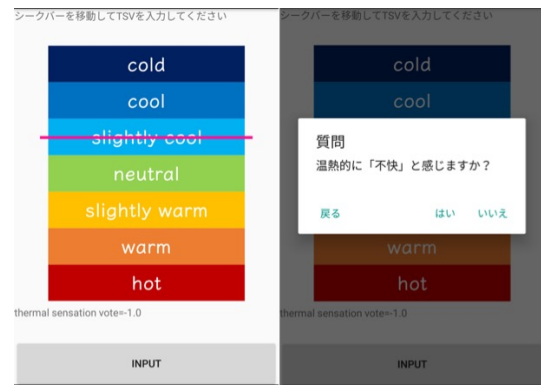 シークバーを移動してTSVを入力してください
cold
cool
slightly cool
neutral
slightly warm
warm
hot
thermal sensation vote=-1.0
INPUT
シークバーを移動してTSVを入力してください
cold
cool
質問
温熱的に「不快」と感じますか？
戻る はい いいえ
warm
hot
thermal sensation vote=-1.0
INPUT